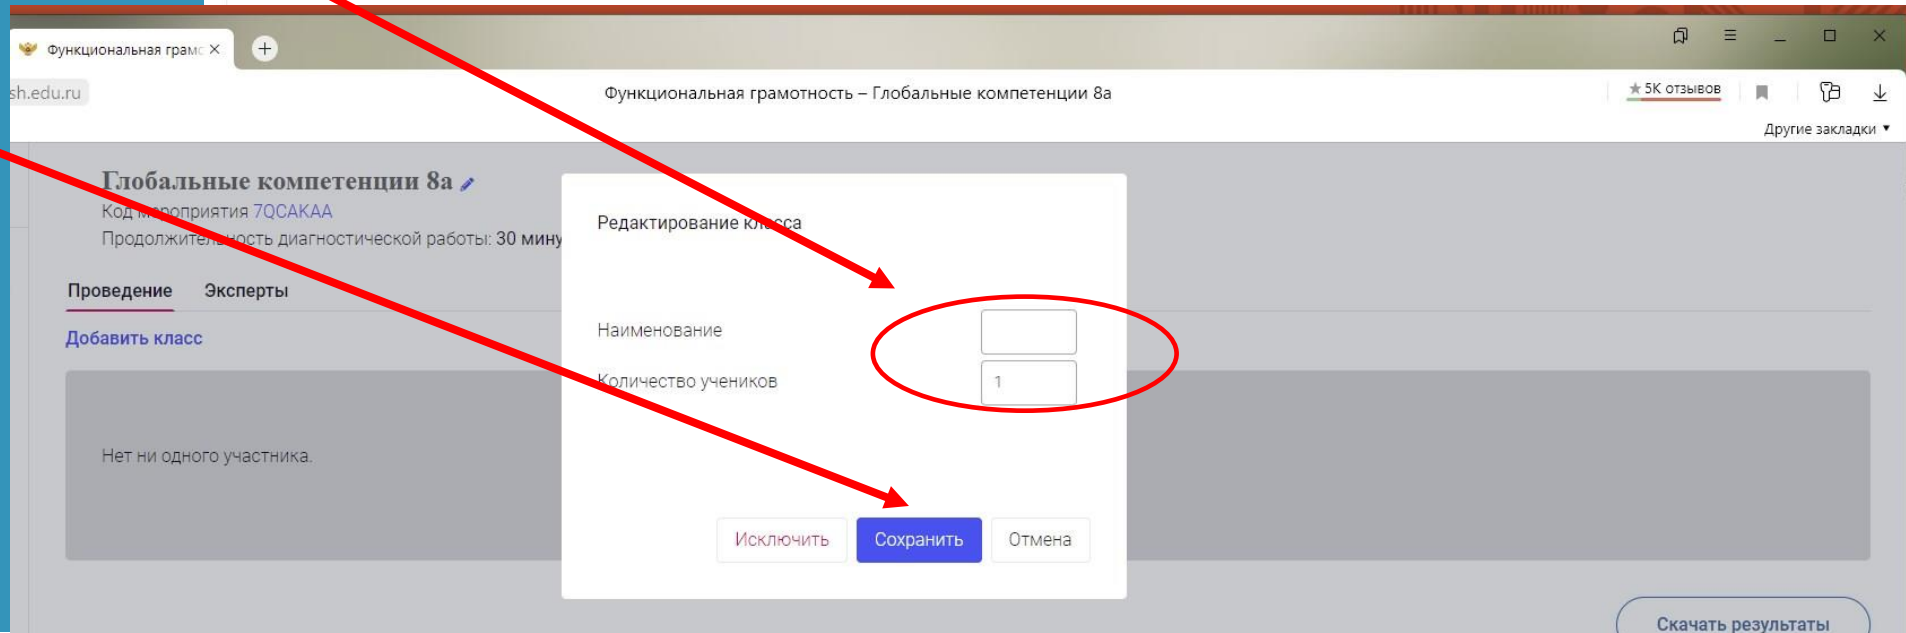 Функциональная грамс
sh.edu.ru
Функциональная грамотность – Глобальные компетенции 8а
5К отзывов
Другие закладки
Глобальные компетенции 8а
Код мероприятия 7QCAKAA
Продолжительность диагностической работы: 30 мину
Проведение Эксперты
Добавить класс
Нет ни одного участника.
Редактирование класса
Наименование
Количество учеников 1
Исключить Сохранить Отмена
Скачать результаты